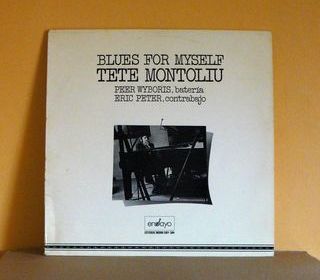 BLUES FOR MYSELF
TETE MONTOLIU
PEER WYBORIS, batería
ERIC PETER, contrabajo
ensayo